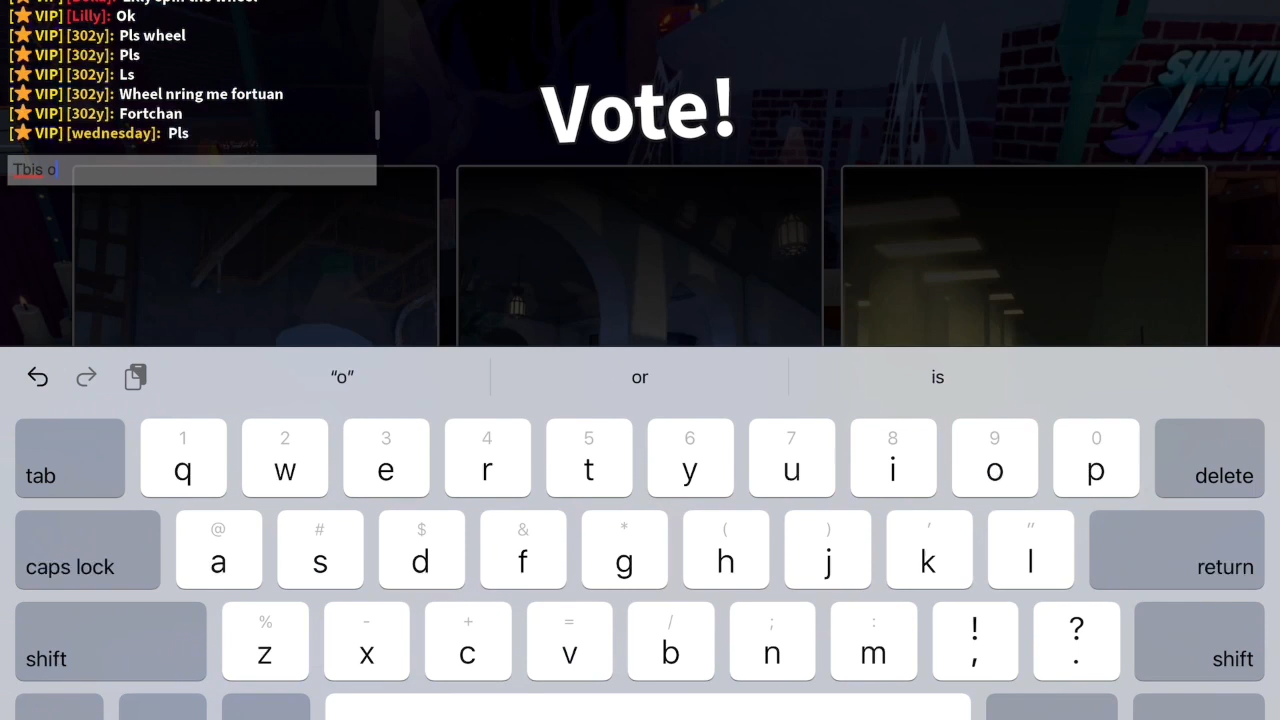 [⭐ VIP] [Lilly]: Ok
[⭐ VIP] [302y]: Pls wheel
[⭐ VIP] [302y]: Pls
[⭐ VIP] [302y]: Ls
[⭐ VIP] [302y]: Wheel nring me fortuan
[⭐ VIP] [302y]: Fortchan
[⭐ VIP] [wednesday]: Pls
Tbis o
Vote!
SURVIV
SLASH
“o” or is
1 2 3 4 5 6 7 8 9 0
tab q w e r t y u i o p delete
@ # $ & * ( ) ' "
caps lock a s d f g h j k l return
% - + = / ; : ! ?
shift z x c v b n m , . shift